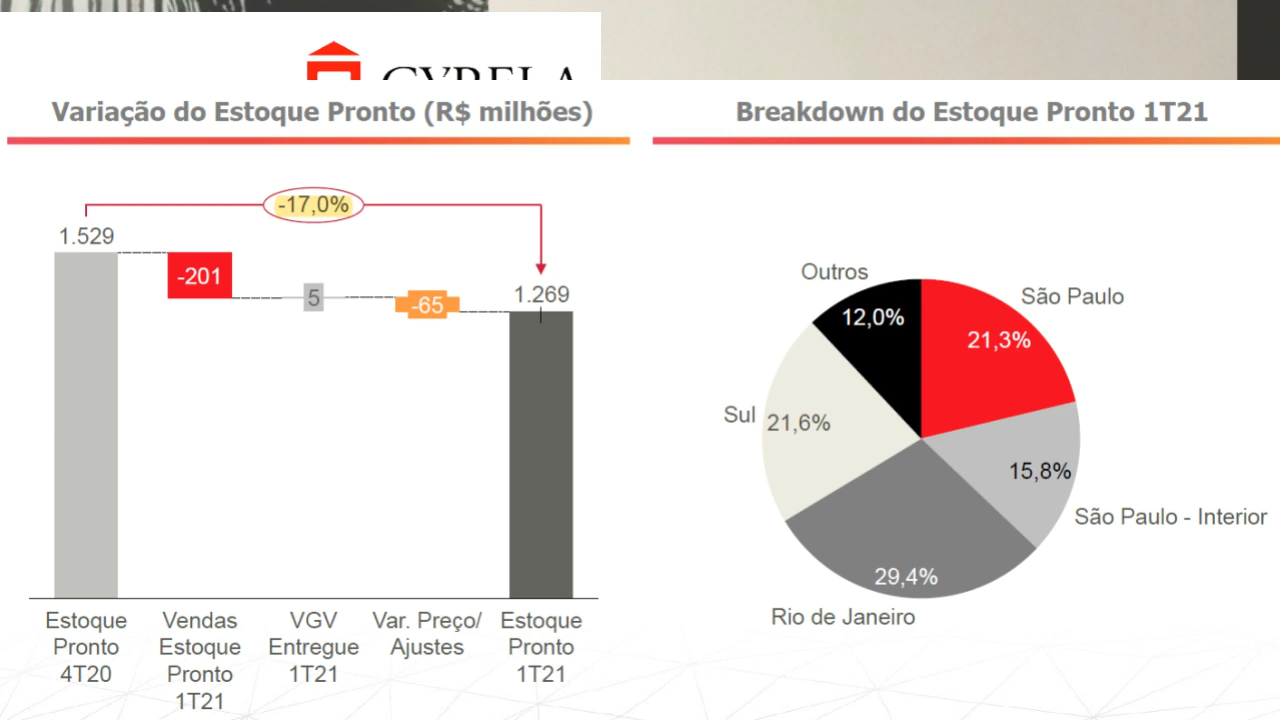 CYRELA
Variação do Estoque Pronto (R$ milhões)
-17,0%
1.529
-201
5
-65
1.269
Estoque
Pronto
4T20
Vendas
Estoque
Pronto
1T21
VGV
Entregue
1T21
Var. Preço/
Ajustes
Estoque
Pronto
1T21
Breakdown do Estoque Pronto 1T21
Outros
12,0%
São Paulo
21,3%
Sul
21,6%
15,8%
São Paulo - Interior
29,4%
Rio de Janeiro